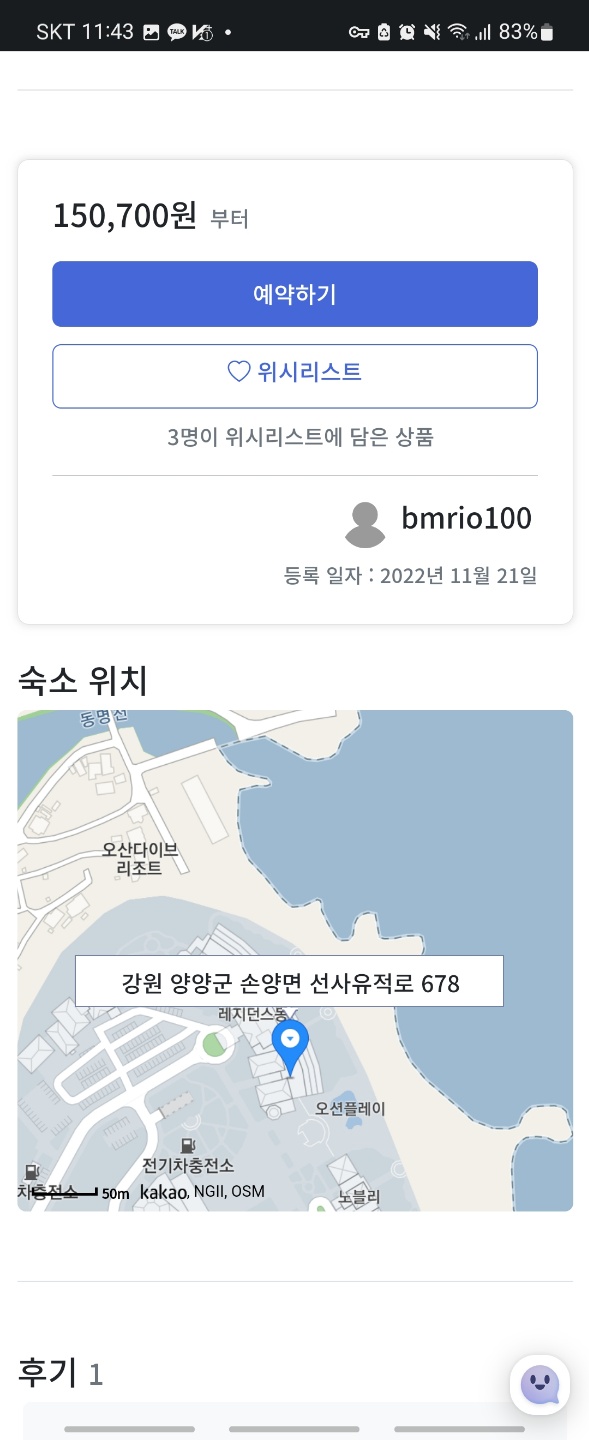 SKT 11:43 TALK 83%
150,700원 부터
예약하기
위시리스트
3명이 위시리스트에 담은 상품
bmrio100
등록 일자 : 2022년 11월 21일
숙소 위치
동명천
오산다이브
리조트
강원 양양군 손양면 선사유적로 678
레지던스동
오션플레이
전기차충전소
차충전소 50m kakao, NGII, OSM
노블리
후기 1